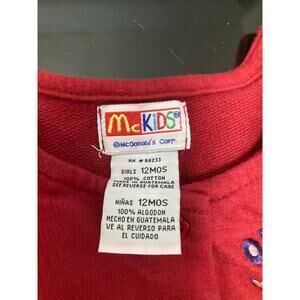 McKIDS®
©McDonald's Corp.
RN # 86233
GIRLS 12MOS
100% COTTON
MADE IN GUATEMALA
SEE REVERSE FOR CARE
NIÑAS 12MOS
100% ALGODON
HECHO EN GUATEMALA
VE AL REVERSO PARA
EL CUIDADO